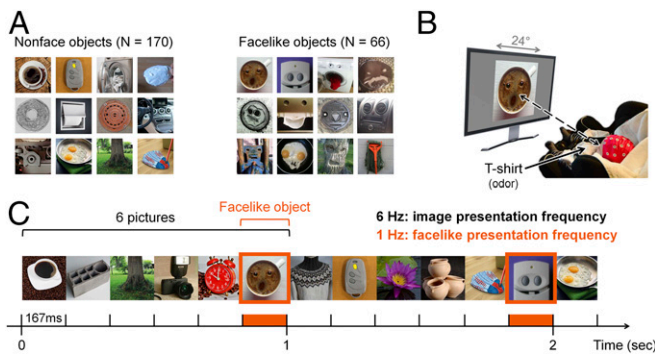 A
Nonface objects (N = 170)
Facelike objects (N = 66)
B
24°
T-shirt
(odor)
C
6 pictures
Facelike object
6 Hz: image presentation frequency
1 Hz: facelike presentation frequency
167ms
0
1
2
Time (sec)